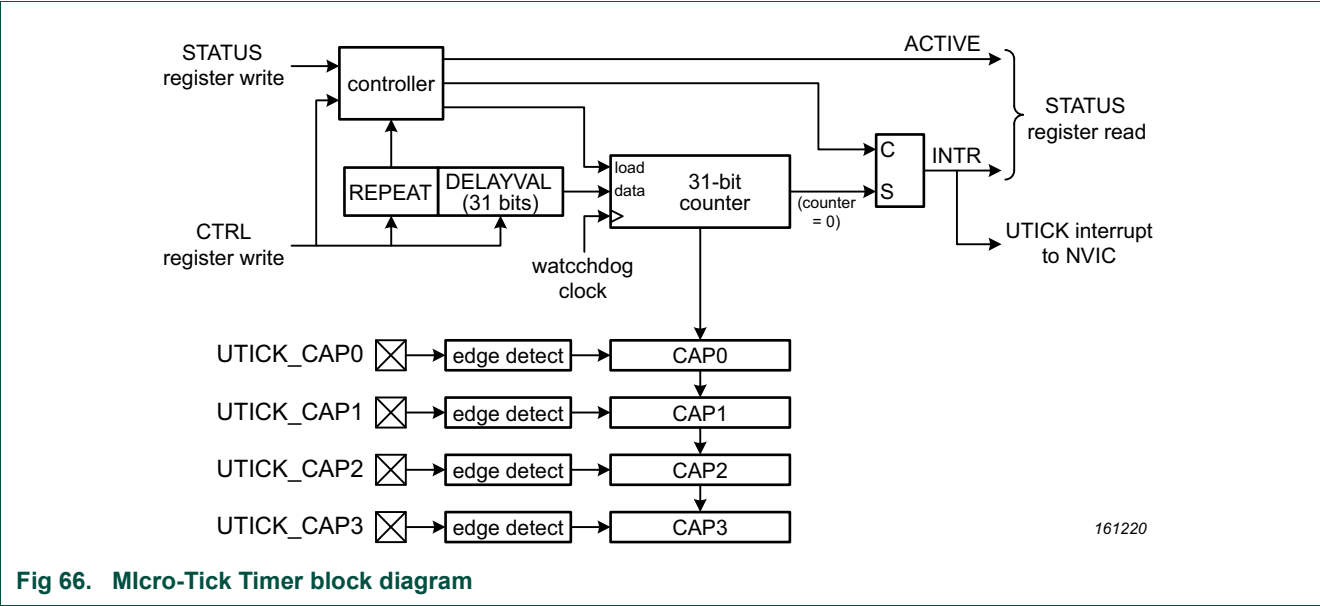 STATUS
register write
controller
ACTIVE
STATUS
register read
REPEAT
DELAYVAL
(31 bits)
load
data
31-bit
counter
(counter
= 0)
C
S
INTR
CTRL
register write
watcchdog
clock
UTICK interrupt
to NVIC
UTICK_CAP0
edge detect
CAP0
UTICK_CAP1
edge detect
CAP1
UTICK_CAP2
edge detect
CAP2
UTICK_CAP3
edge detect
CAP3
161220
Fig 66. MIcro-Tick Timer block diagram